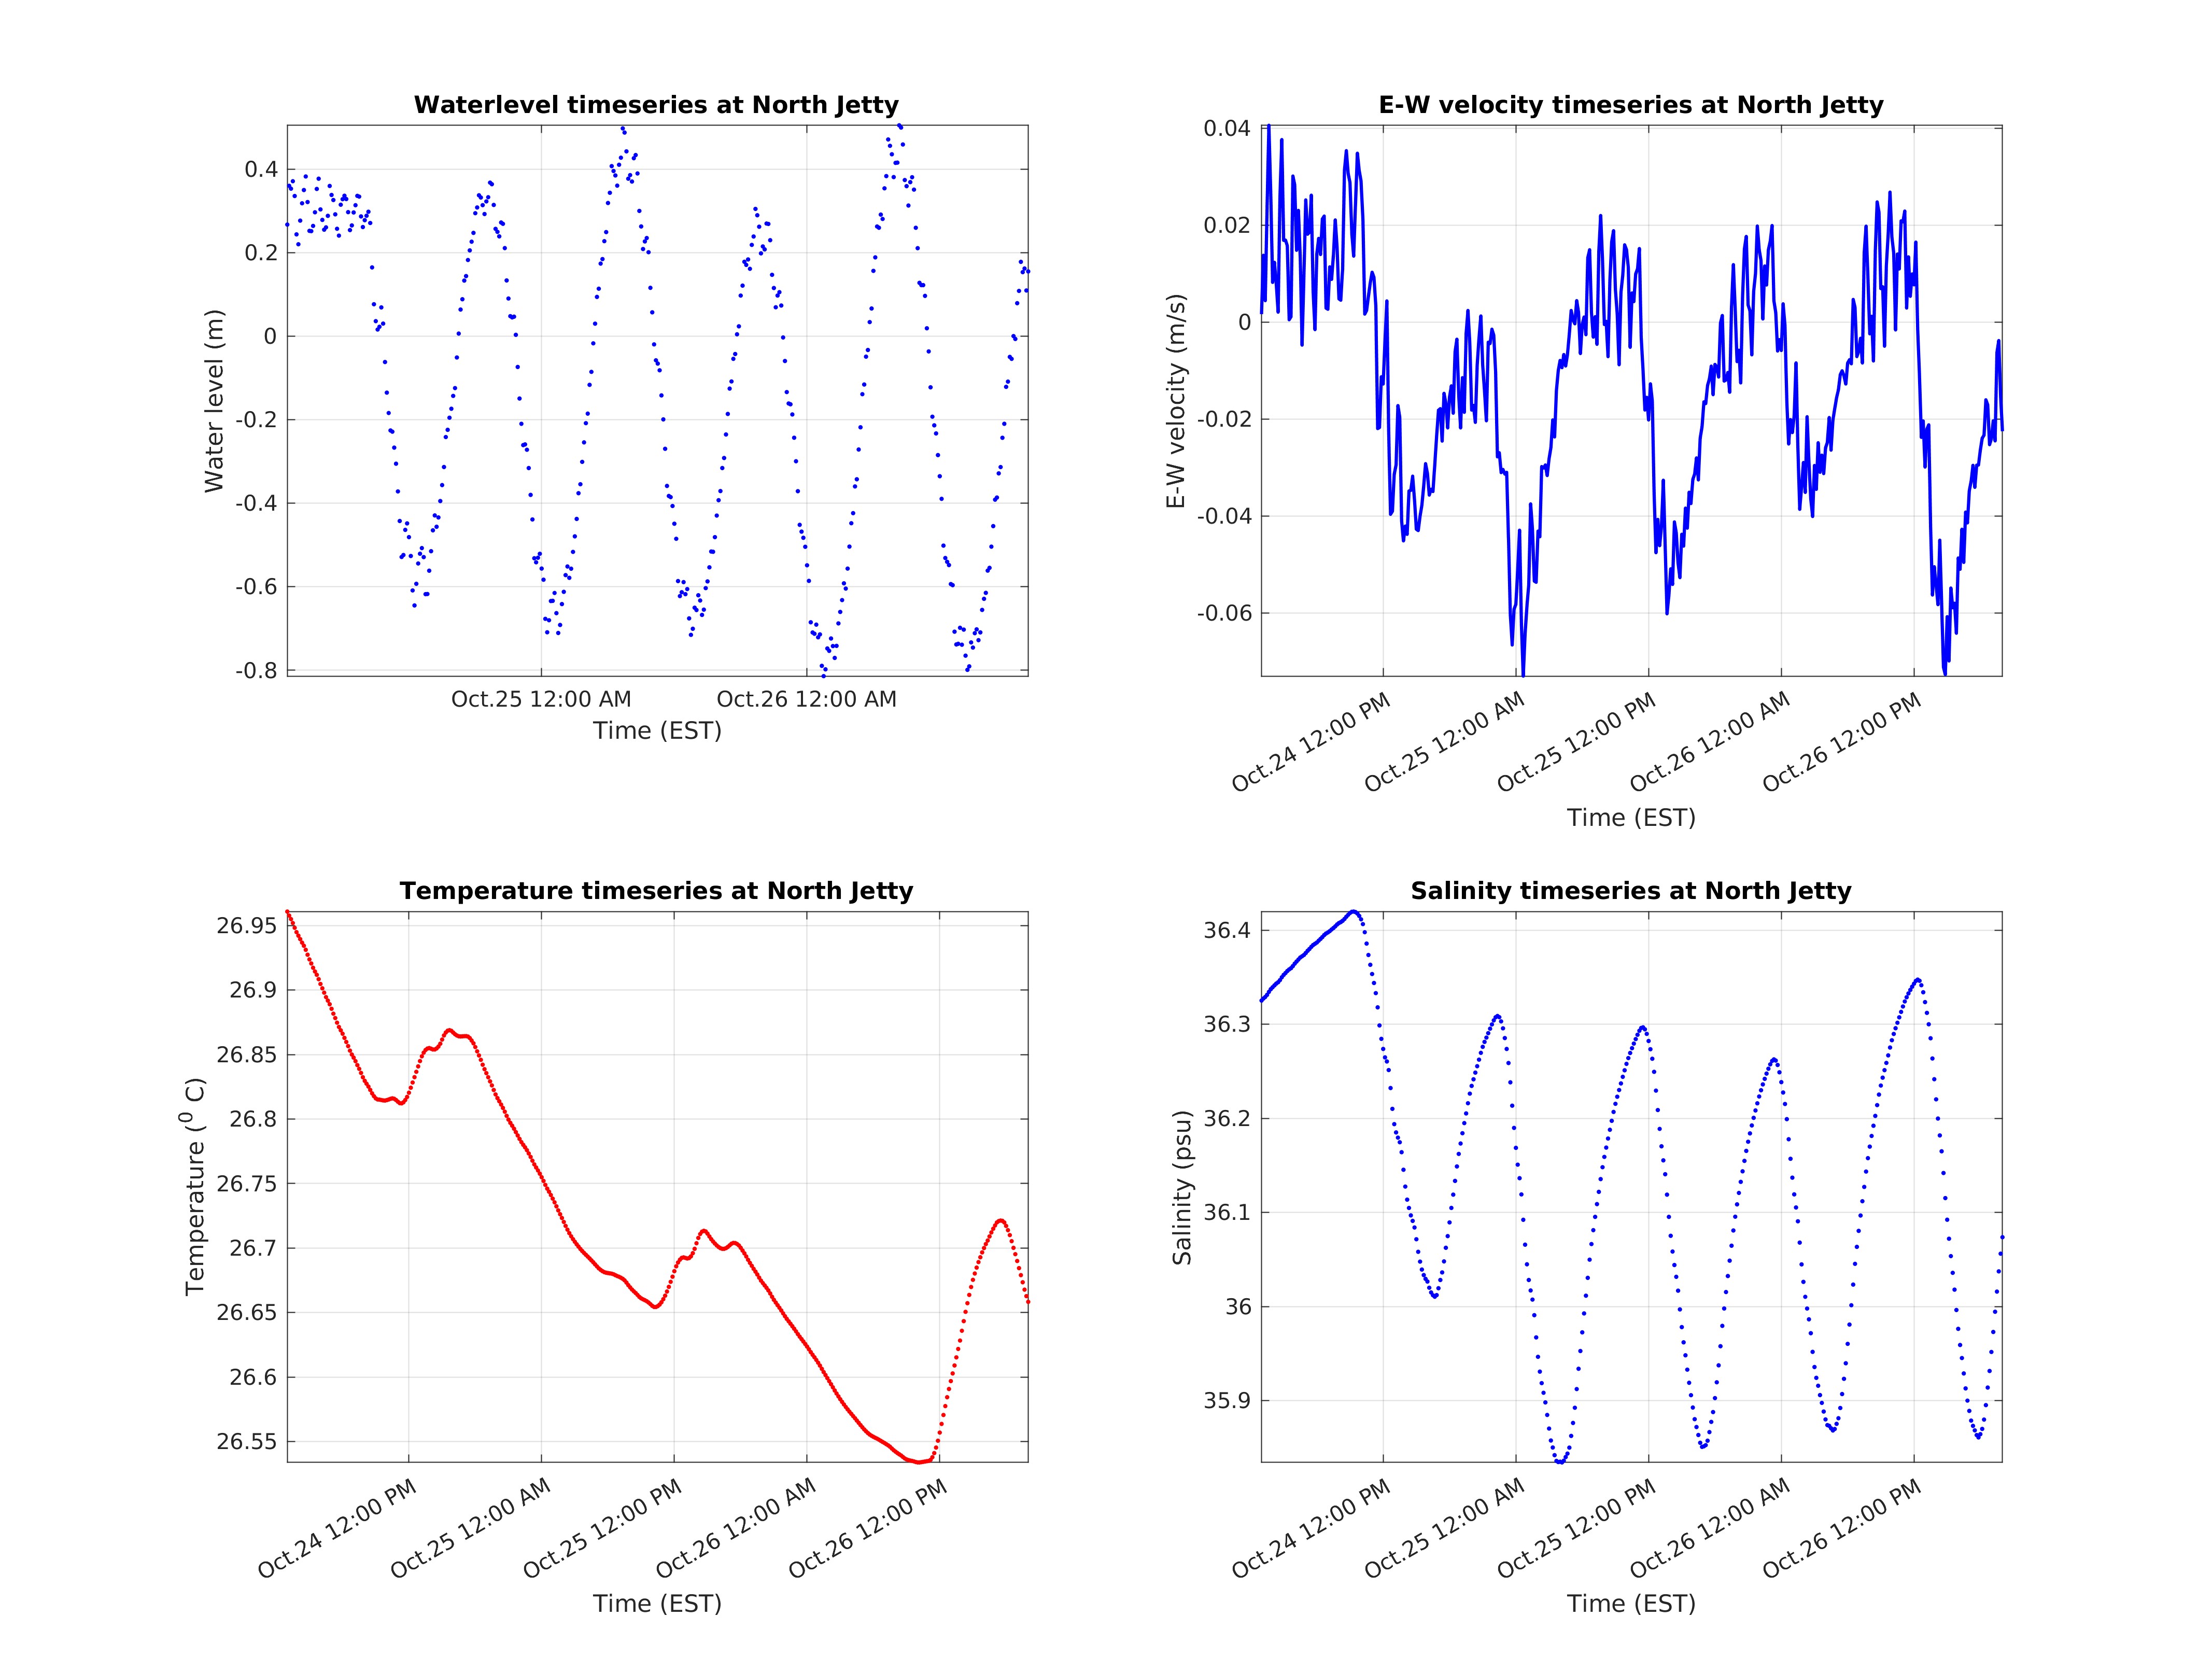 Waterlevel timeseries at North Jetty
0.4
0.2
0
-0.2
-0.4
-0.6
-0.8
Water level (m)
Oct.25 12:00 AM
Oct.26 12:00 AM
Time (EST)
E-W velocity timeseries at North Jetty
0.04
0.02
0
-0.02
-0.04
-0.06
E-W velocity (m/s)
Oct.24 12:00 PM
Oct.25 12:00 AM
Oct.25 12:00 PM
Oct.26 12:00 AM
Oct.26 12:00 PM
Time (EST)
Temperature timeseries at North Jetty
26.95
26.9
26.85
26.8
26.75
26.7
26.65
26.6
26.55
Temperature (⁰ C)
Oct.24 12:00 PM
Oct.25 12:00 AM
Oct.25 12:00 PM
Oct.26 12:00 AM
Oct.26 12:00 PM
Time (EST)
Salinity timeseries at North Jetty
36.4
36.3
36.2
36.1
36
35.9
Salinity (psu)
Oct.24 12:00 PM
Oct.25 12:00 AM
Oct.25 12:00 PM
Oct.26 12:00 AM
Oct.26 12:00 PM
Time (EST)